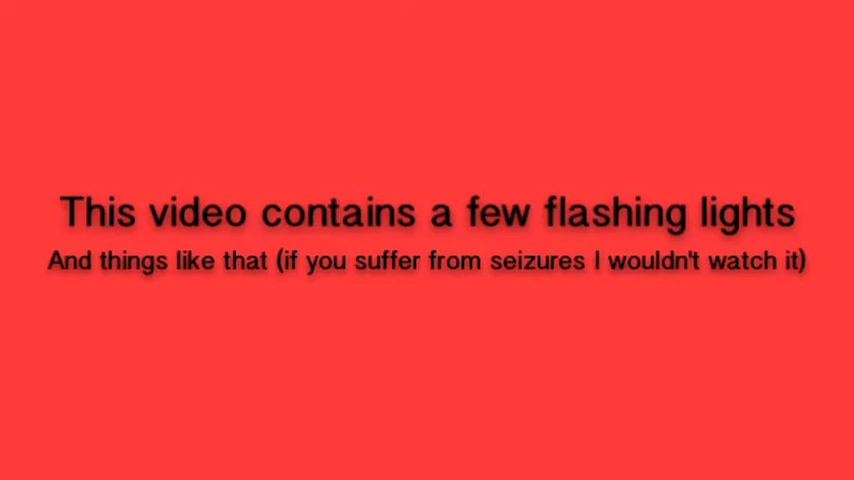 This video contains a few flashing lights
And things like that (if you suffer from seizures I wouldn't watch it)